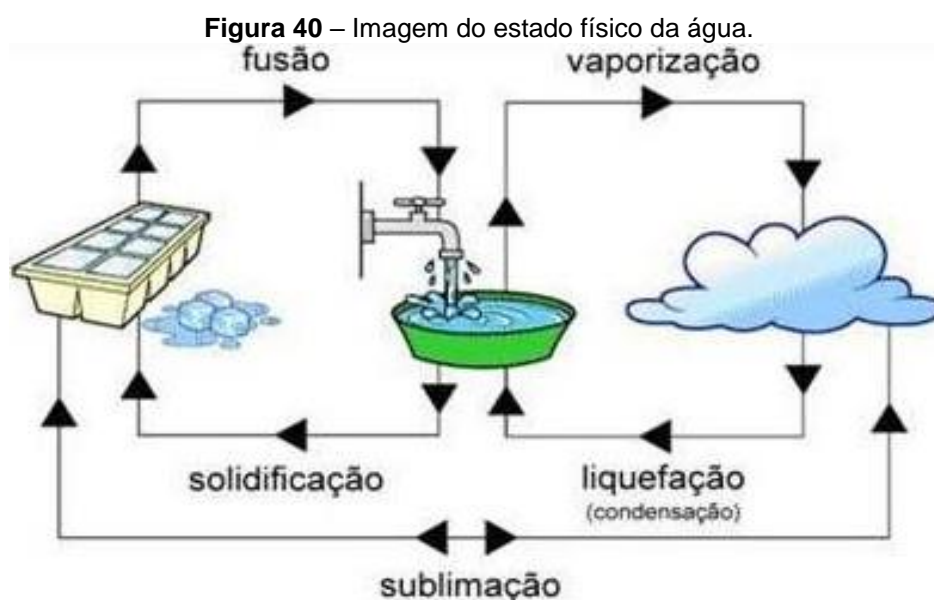 Figura 40 – Imagem do estado físico da água.
fusão
vaporização
solidificação
liquefação
(condensação)
sublimação